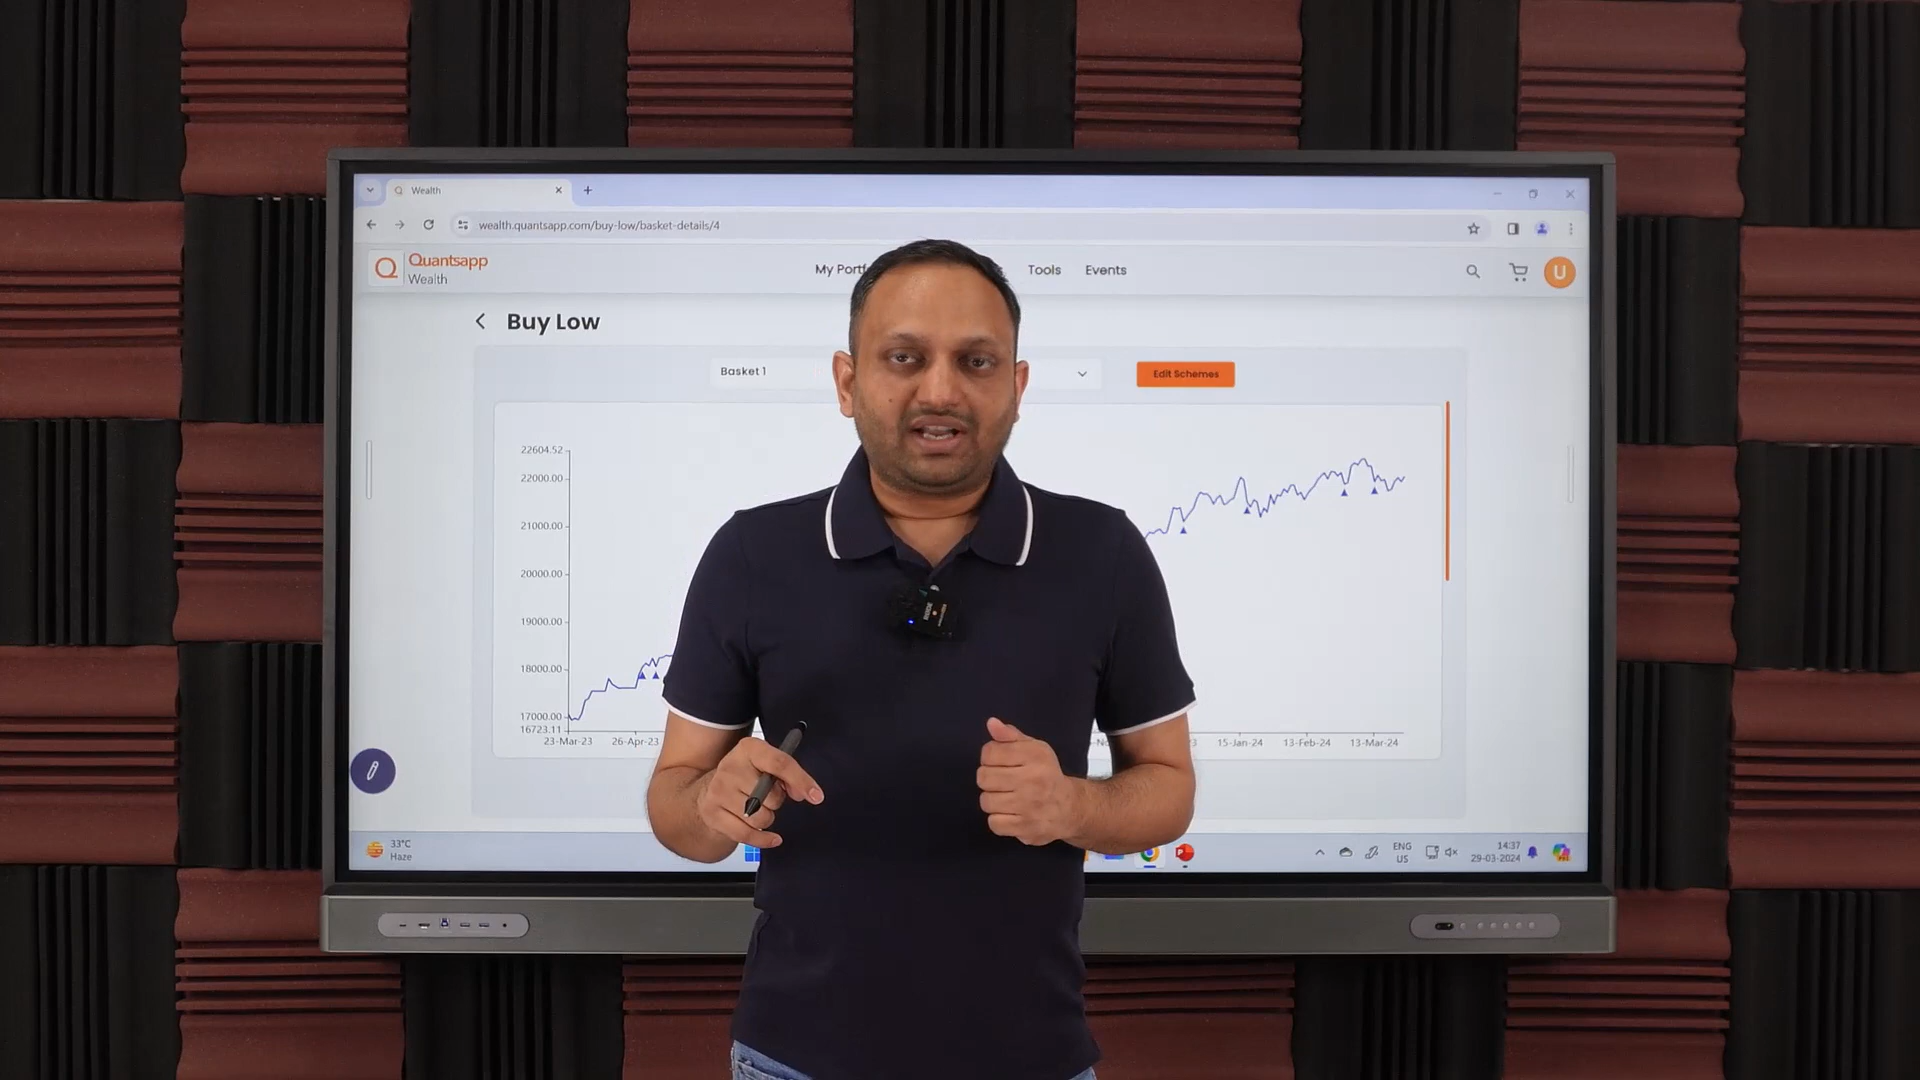 Wealth
wealth.quantsapp.com/buy-low/basket-details/4
Quantsapp
Wealth
My Portf
Tools
Events
U
Buy Low
Basket 1
Edit Schemes
22604.52
22000.00
21000.00
20000.00
19000.00
18000.00
17000.00
16723.11
23-Mar-23
26-Apr-23
15-Jan-24
13-Feb-24
13-Mar-24
33°C
Haze
ENG
US
14:37
29-03-2024